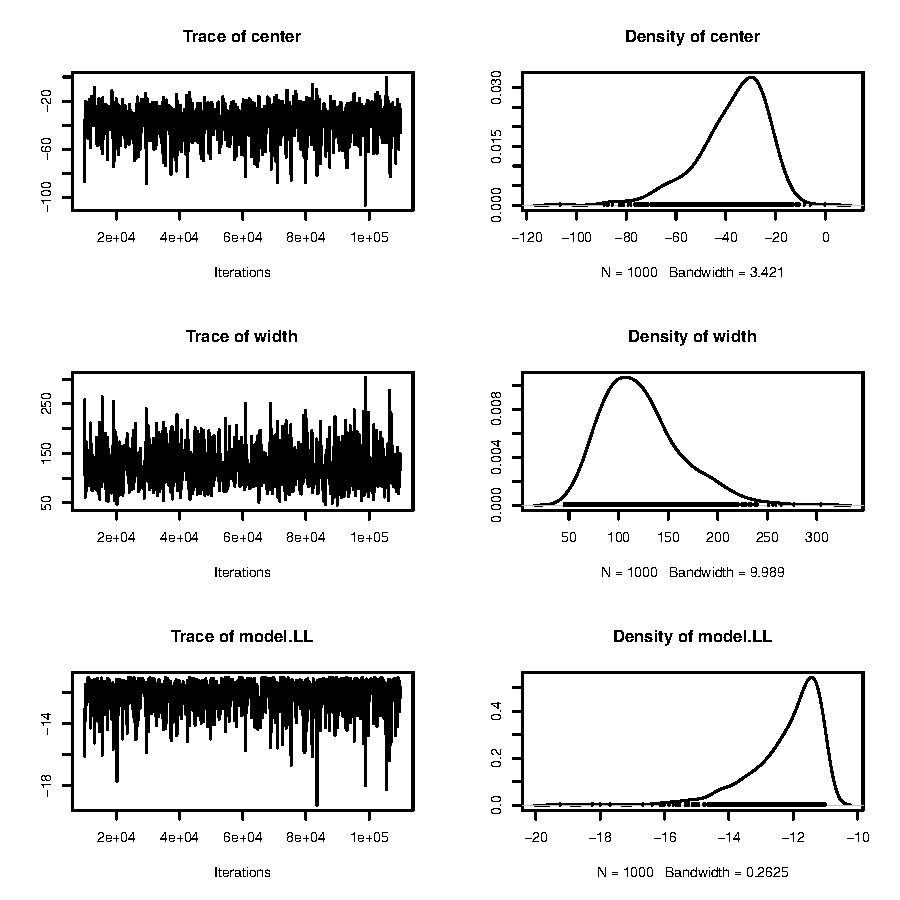 Trace of center
−20
−60
−100
2e+04 4e+04 6e+04 8e+04 1e+05
Iterations
Density of center
0.030
0.015
0.000
−120 −100 −80 −60 −40 −20 0
N = 1000 Bandwidth = 3.421
Trace of width
250
150
50
2e+04 4e+04 6e+04 8e+04 1e+05
Iterations
Density of width
0.008
0.004
0.000
50 100 150 200 250 300
N = 1000 Bandwidth = 9.989
Trace of model.LL
−14
−18
2e+04 4e+04 6e+04 8e+04 1e+05
Iterations
Density of model.LL
0.4
0.2
0.0
−20 −18 −16 −14 −12 −10
N = 1000 Bandwidth = 0.2625